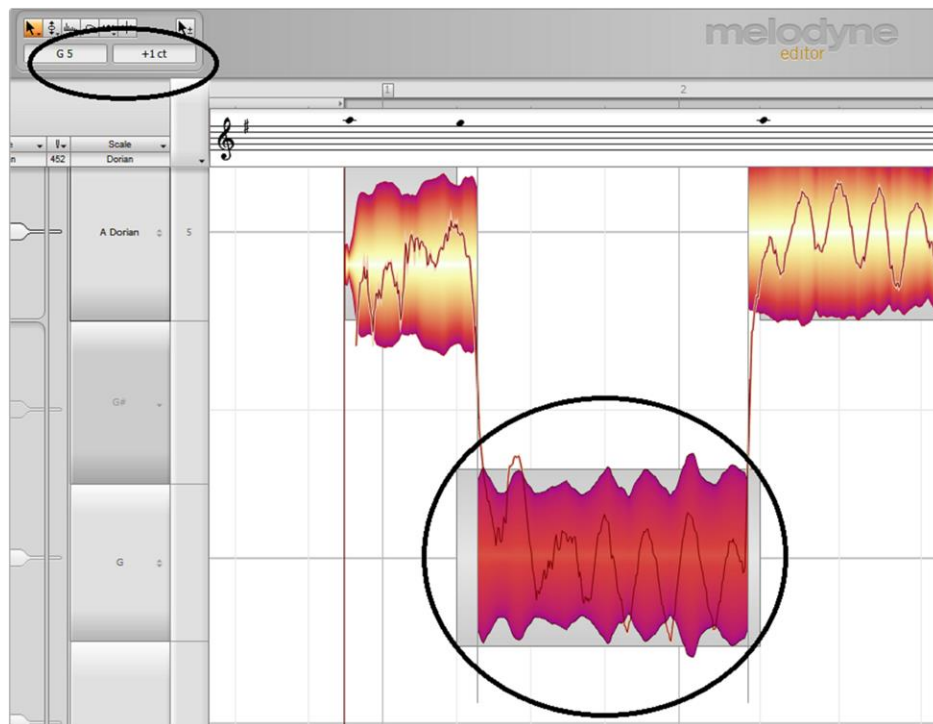 G 5 +1 ct
melodyne
editor
1 2
Scale
n 452 Dorian
A Dorian 5
G#
G